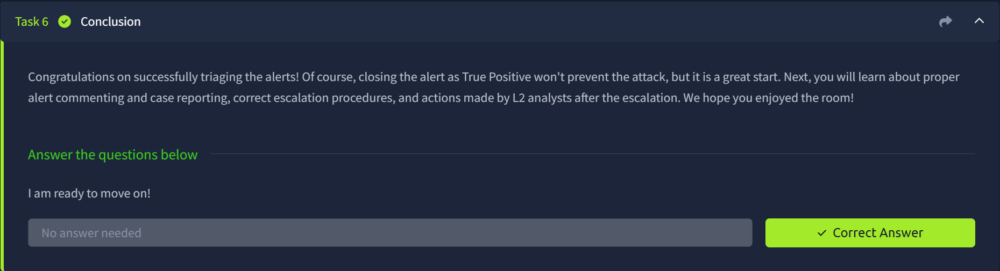 Task 6 Conclusion
Congratulations on successfully triaging the alerts! Of course, closing the alert as True Positive won't prevent the attack, but it is a great start. Next, you will learn about proper
alert commenting and case reporting, correct escalation procedures, and actions made by L2 analysts after the escalation. We hope you enjoyed the room!
Answer the questions below
I am ready to move on!
No answer needed
Correct Answer